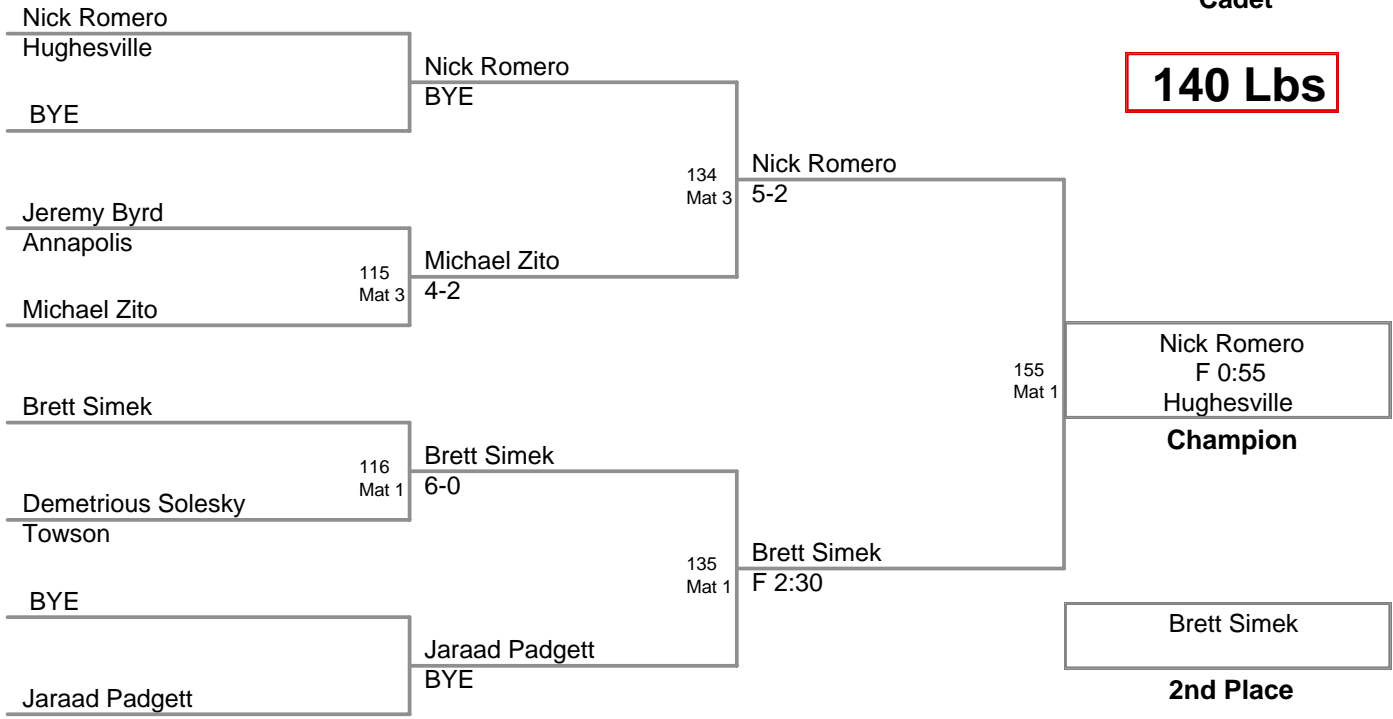 Cadet
140 Lbs
Nick Romero
Hughesville
BYE
Jeremy Byrd
Annapolis
Michael Zito
Brett Simek
Demetrious Solesky
Towson
BYE
Jaraad Padgett
Nick Romero
BYE
115
Mat 3
Michael Zito
4-2
116
Mat 1
Brett Simek
6-0
Jaraad Padgett
BYE
134
Mat 3
Nick Romero
5-2
135
Mat 1
Brett Simek
F 2:30
155
Mat 1
Nick Romero
F 0:55
Hughesville
Champion
Brett Simek
2nd Place